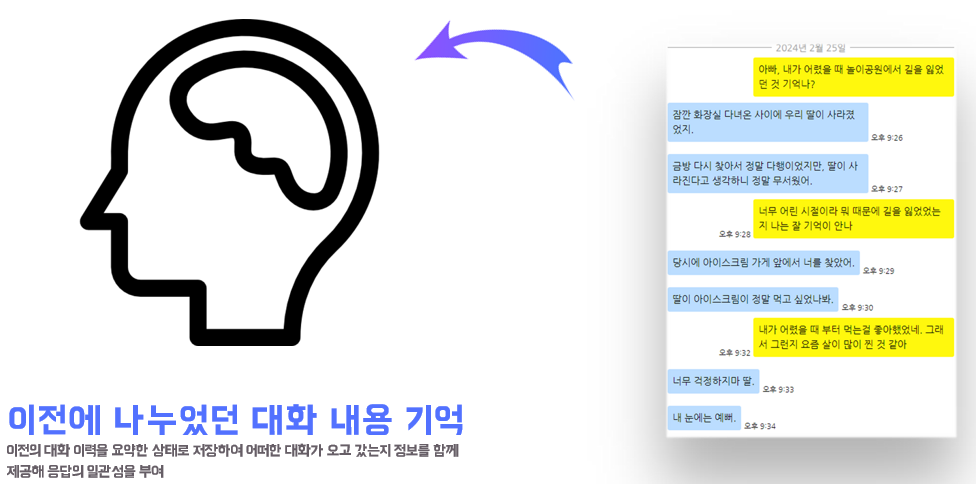 2024년 2월 25일
아빠, 내가 어렸을 때 놀이공원에서 길을 잃었
던 것 기억나?
잠깐 화장실 다녀온 사이에 우리 딸이 사라졌
었지.
오후 9:26
금방 다시 찾아서 정말 다행이었지만, 딸이 사
라진다고 생각하니 정말 무서웠어.
오후 9:27
너무 어린 시절이라 뭐 때문에 길을 잃었었는
지 나는 잘 기억이 안나
오후 9:28
당시에 아이스크림 가게 앞에서 너를 찾았어.
오후 9:29
딸이 아이스크림이 정말 먹고 싶었나봐.
오후 9:30
내가 어렸을 때 부터 먹는걸 좋아했었네. 그래
서 그런지 요즘 살이 많이 찐 것 같아
오후 9:32
너무 걱정하지마 딸.
오후 9:33
내 눈에는 예뻐.
오후 9:34
이전에 나누었던 대화 내용 기억
이전의 대화 이력을 요약한 상태로 저장하여 어떠한 대화가 오고 갔는지 정보를 함께
제공해 응답의 일관성을 부여